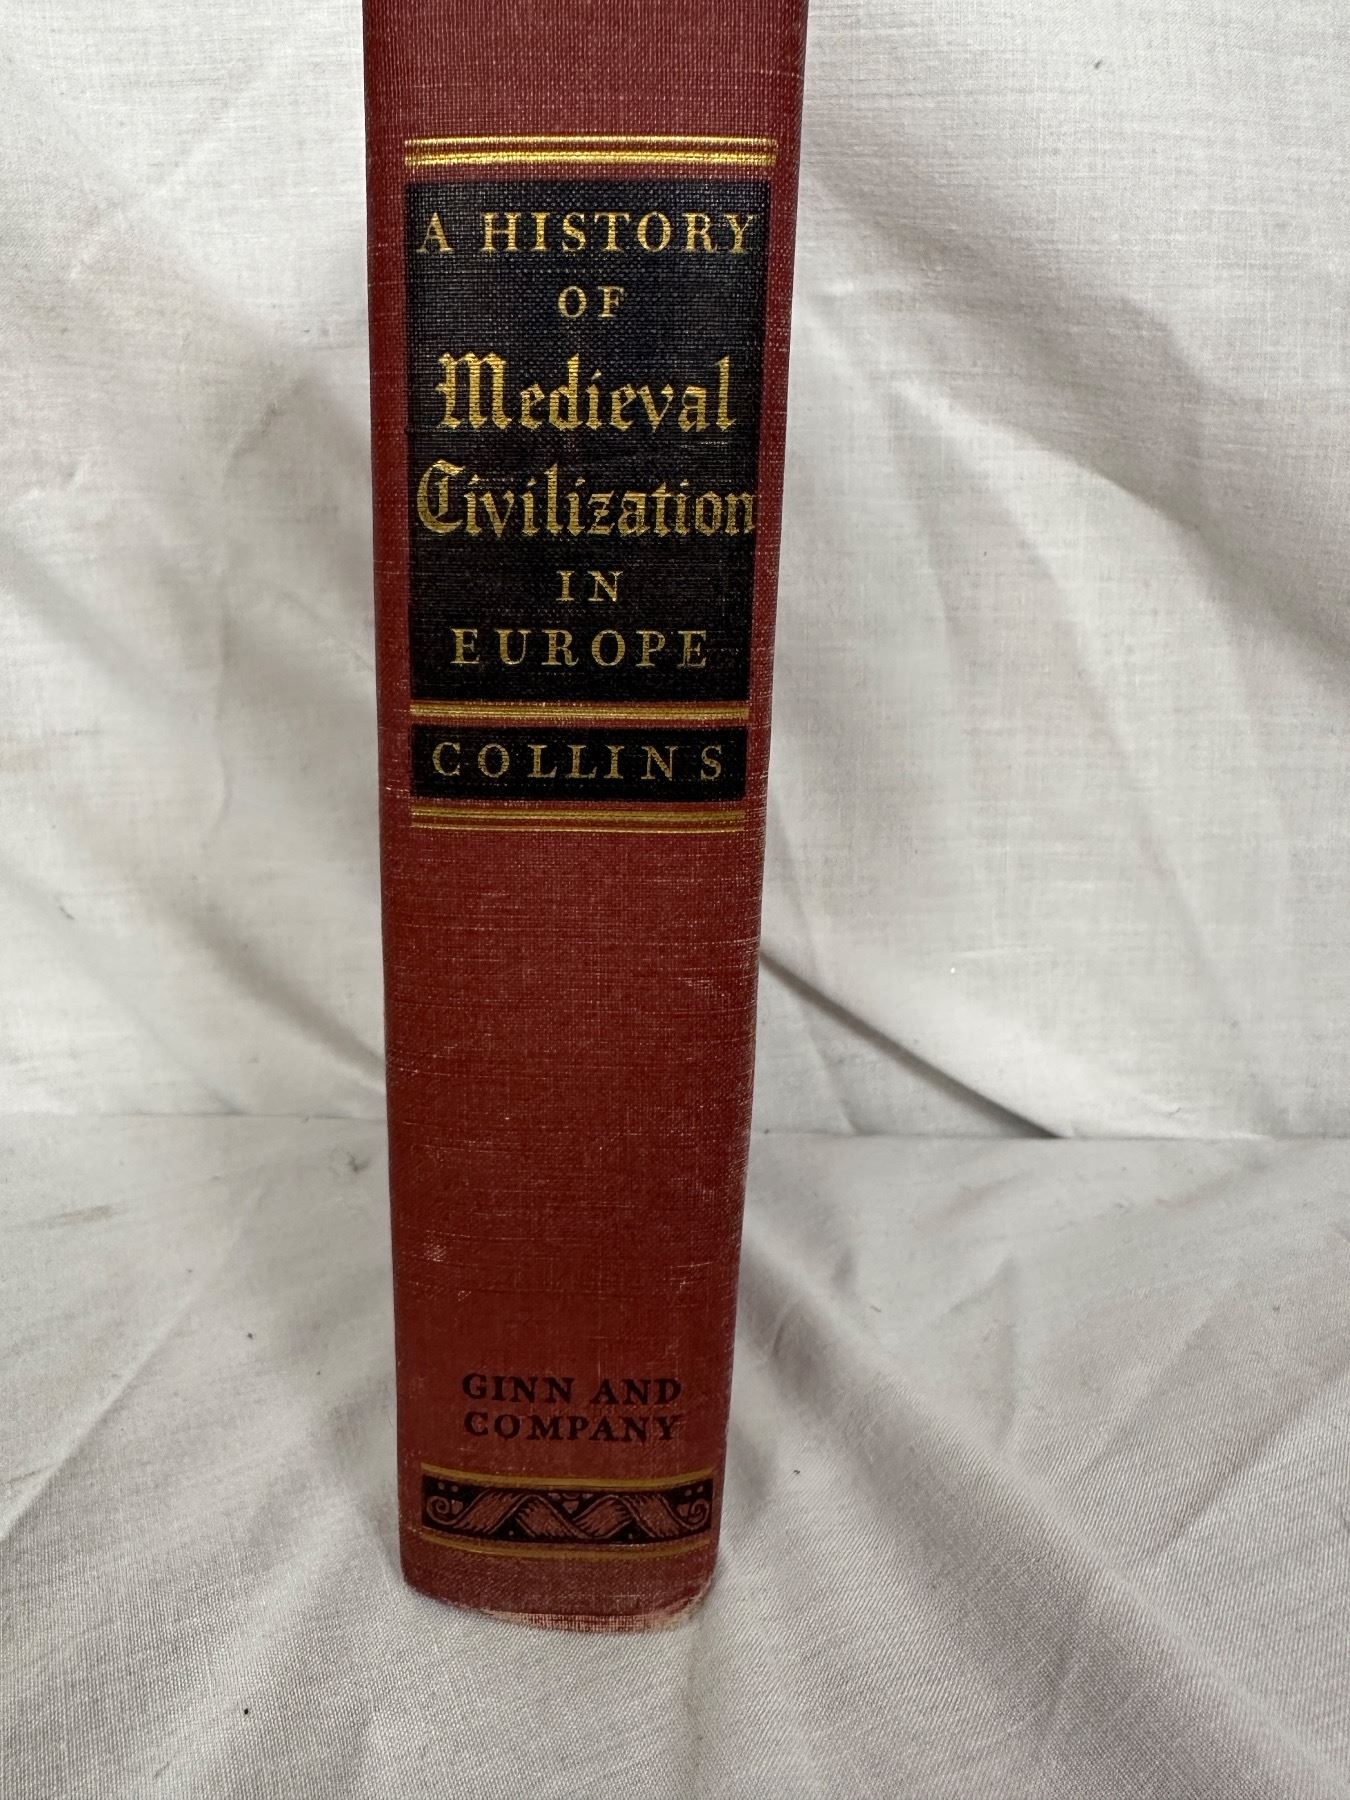 A HISTORY
OF
Medieval
Civilization
IN
EUROPE
COLLINS
GINN AND
COMPANY